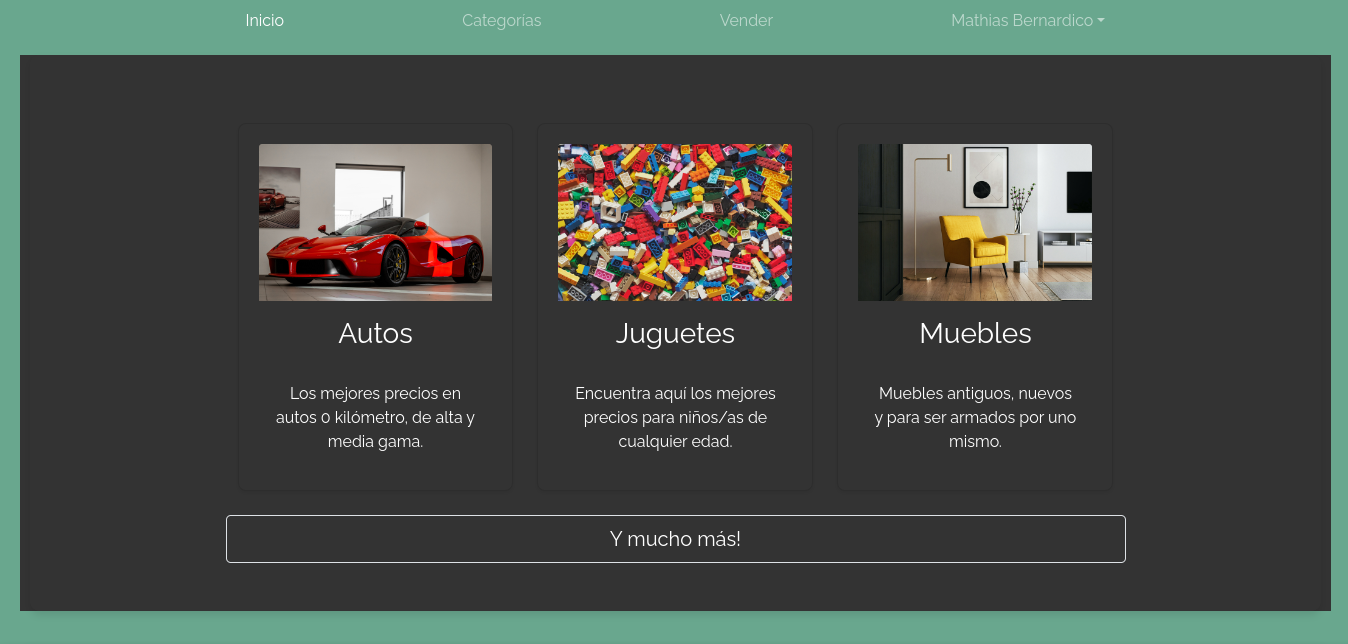 Inicio
Categorías
Vender
Mathias Bernardico
Autos
Los mejores precios en
autos 0 kilómetro, de alta y
media gama.
Juguetes
Encuentra aquí los mejores
precios para niños/as de
cualquier edad.
Muebles
Muebles antiguos, nuevos
y para ser armados por uno
mismo.
Y mucho más!